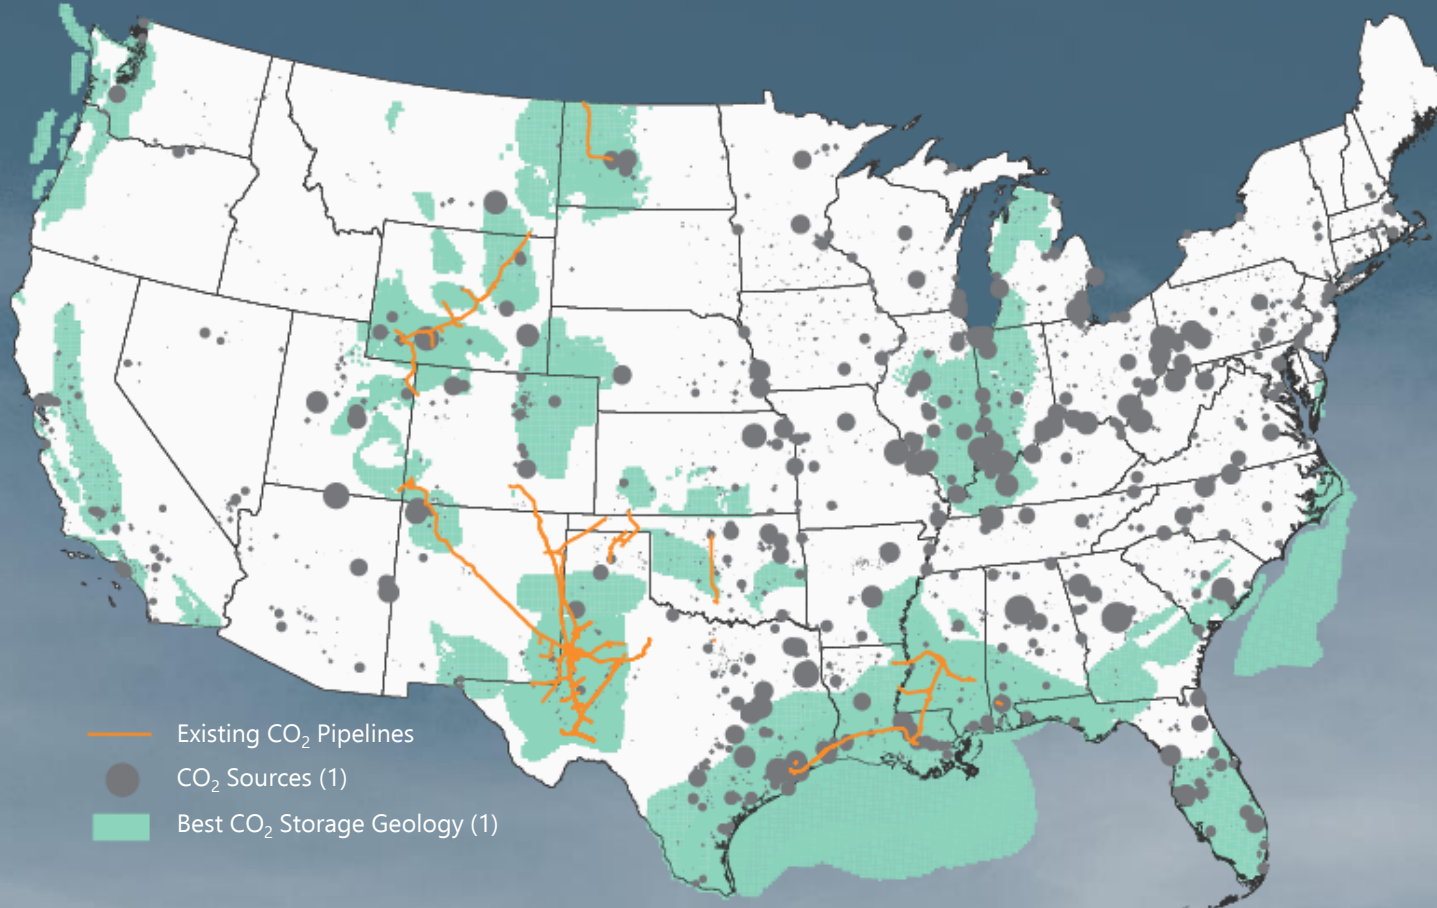 Existing CO₂ Pipelines
CO₂ Sources (1)
Best CO₂ Storage Geology (1)